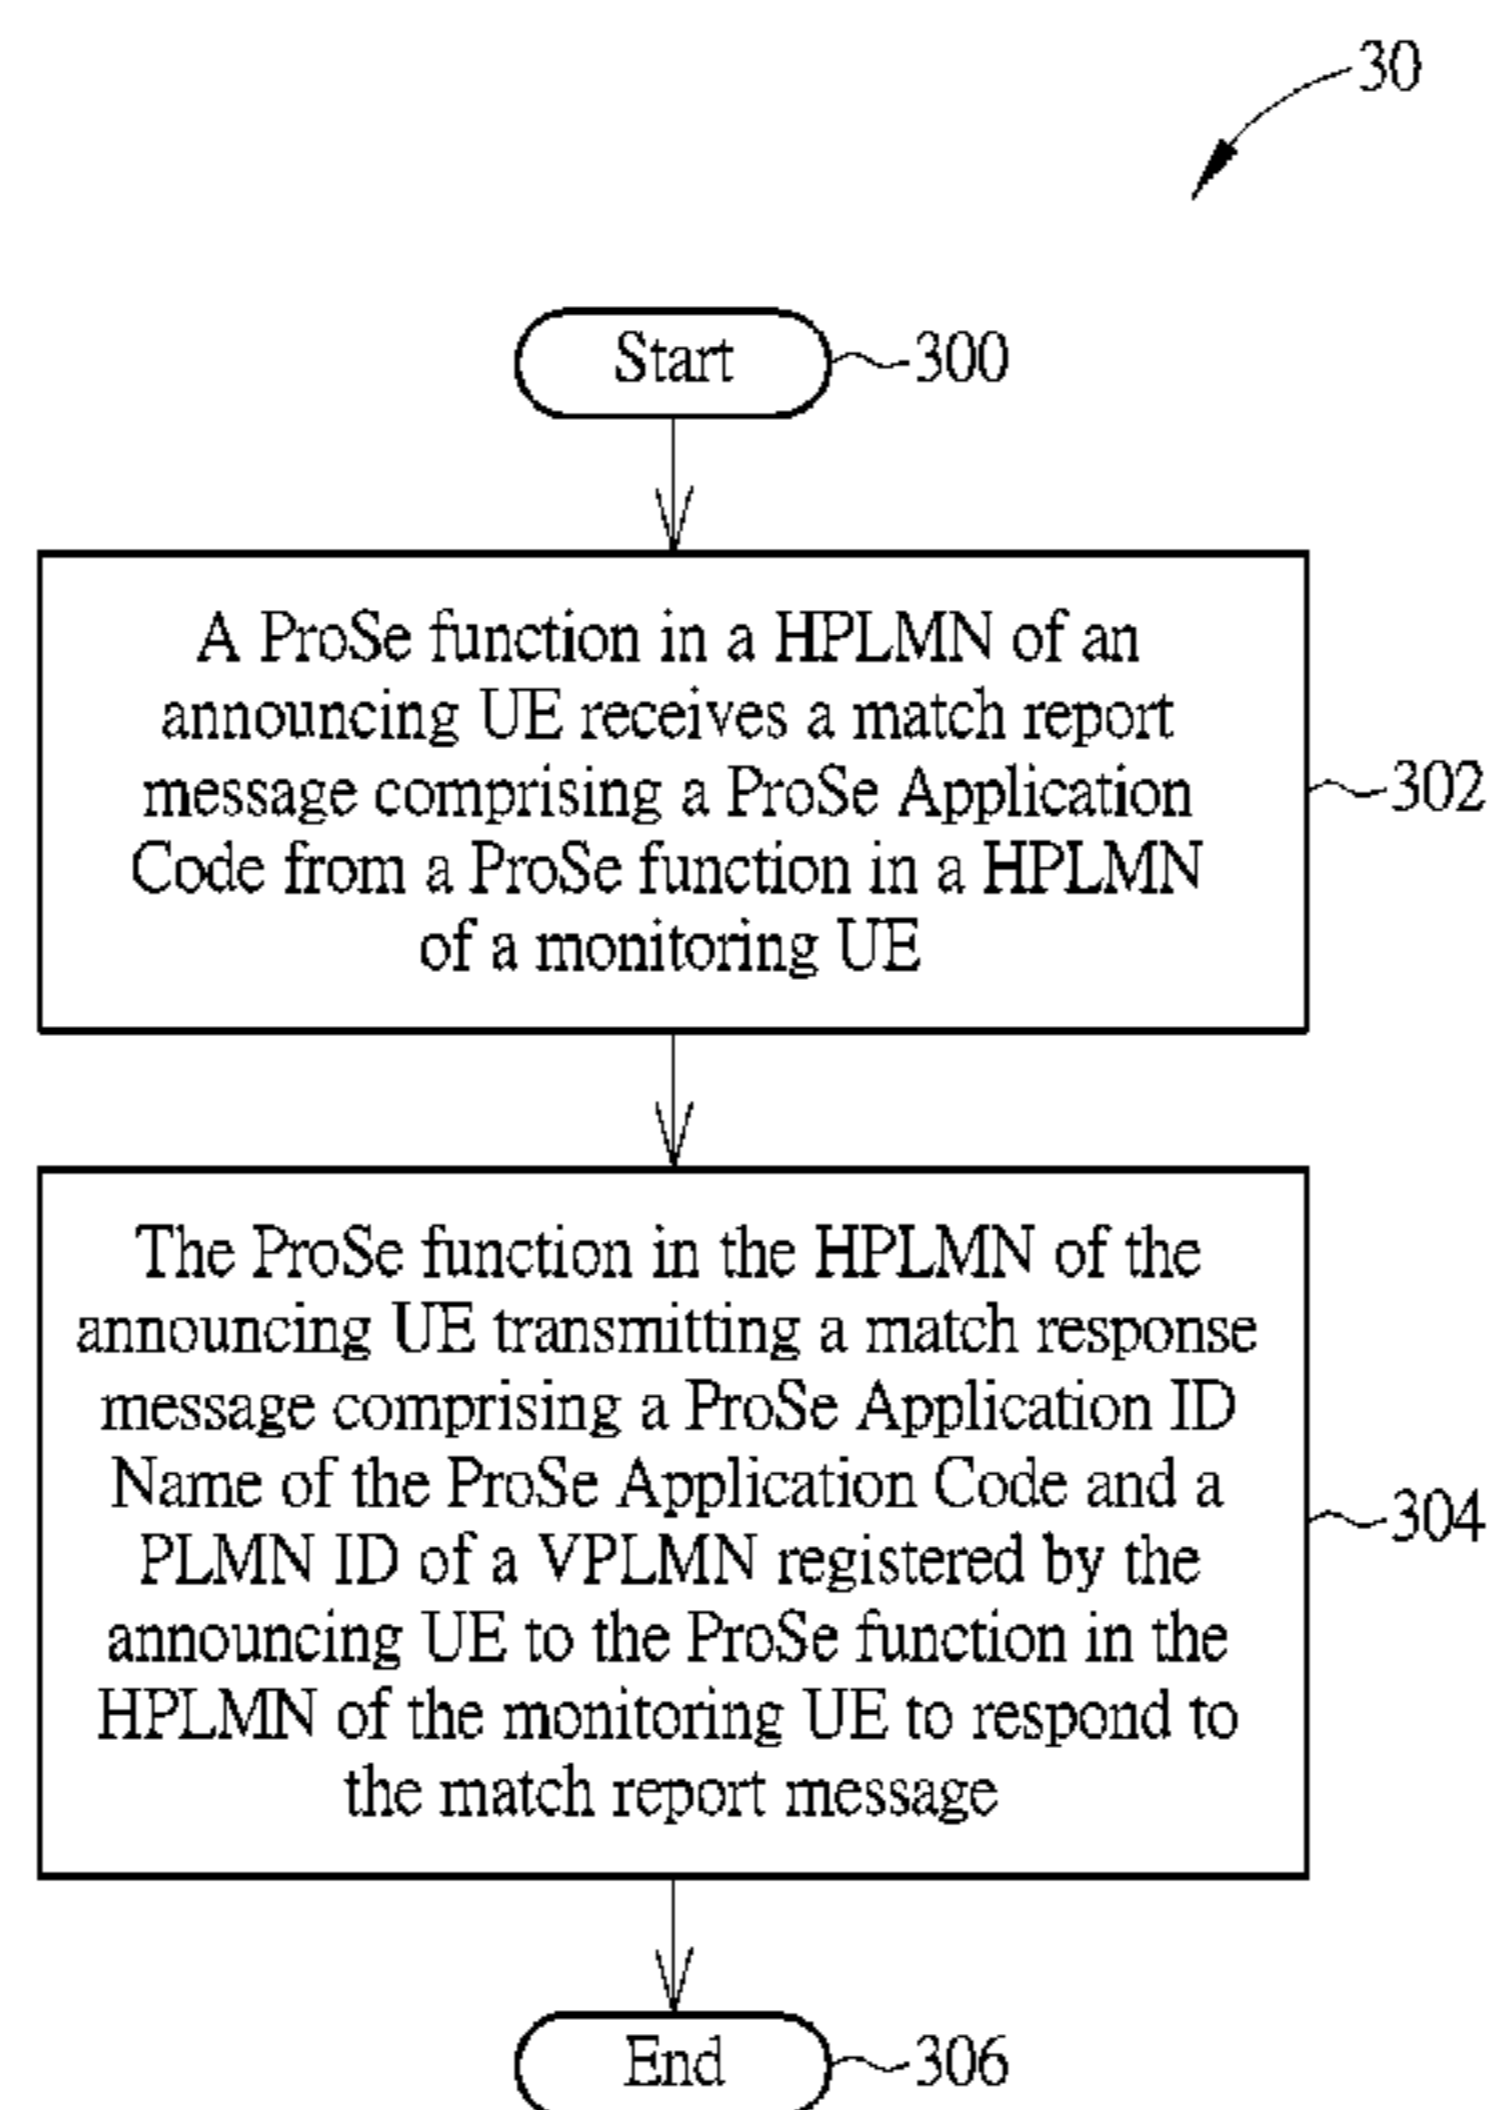 30
Start
300
A ProSe function in a HPLMN of an
announcing UE receives a match report
message comprising a ProSe Application
Code from a ProSe function in a HPLMN
of a monitoring UE
302
The ProSe function in the HPLMN of the
announcing UE transmitting a match response
message comprising a ProSe Application ID
Name of the ProSe Application Code and a
PLMN ID of a VPLMN registered by the
announcing UE to the ProSe function in the
HPLMN of the monitoring UE to respond to
the match report message
304
End
306